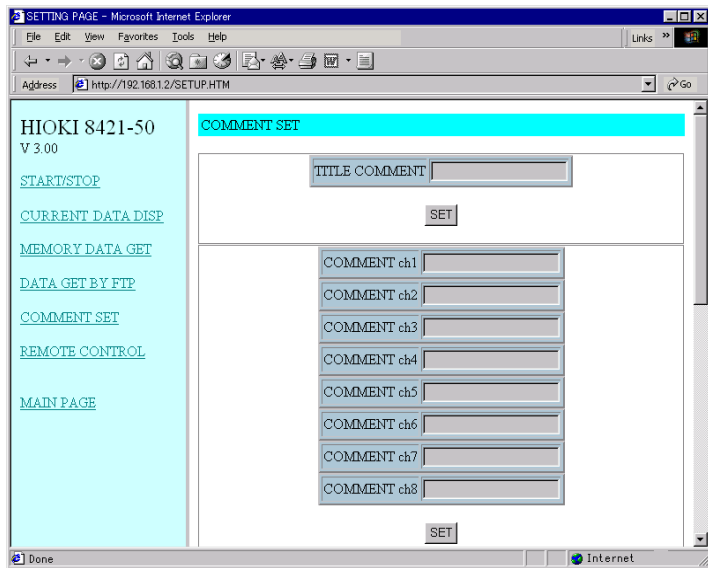 SETTING PAGE - Microsoft Internet Explorer
File Edit View Favorites Tools Help
Links »
Address http://192.168.1.2/SETUP.HTM
Go
HIOKI 8421-50
V 3.00
START/STOP
CURRENT DATA DISP
MEMORY DATA GET
DATA GET BY FTP
COMMENT SET
REMOTE CONTROL
MAIN PAGE
COMMENT SET
TITLE COMMENT
SET
COMMENT ch1
COMMENT ch2
COMMENT ch3
COMMENT ch4
COMMENT ch5
COMMENT ch6
COMMENT ch7
COMMENT ch8
SET
Done
Internet